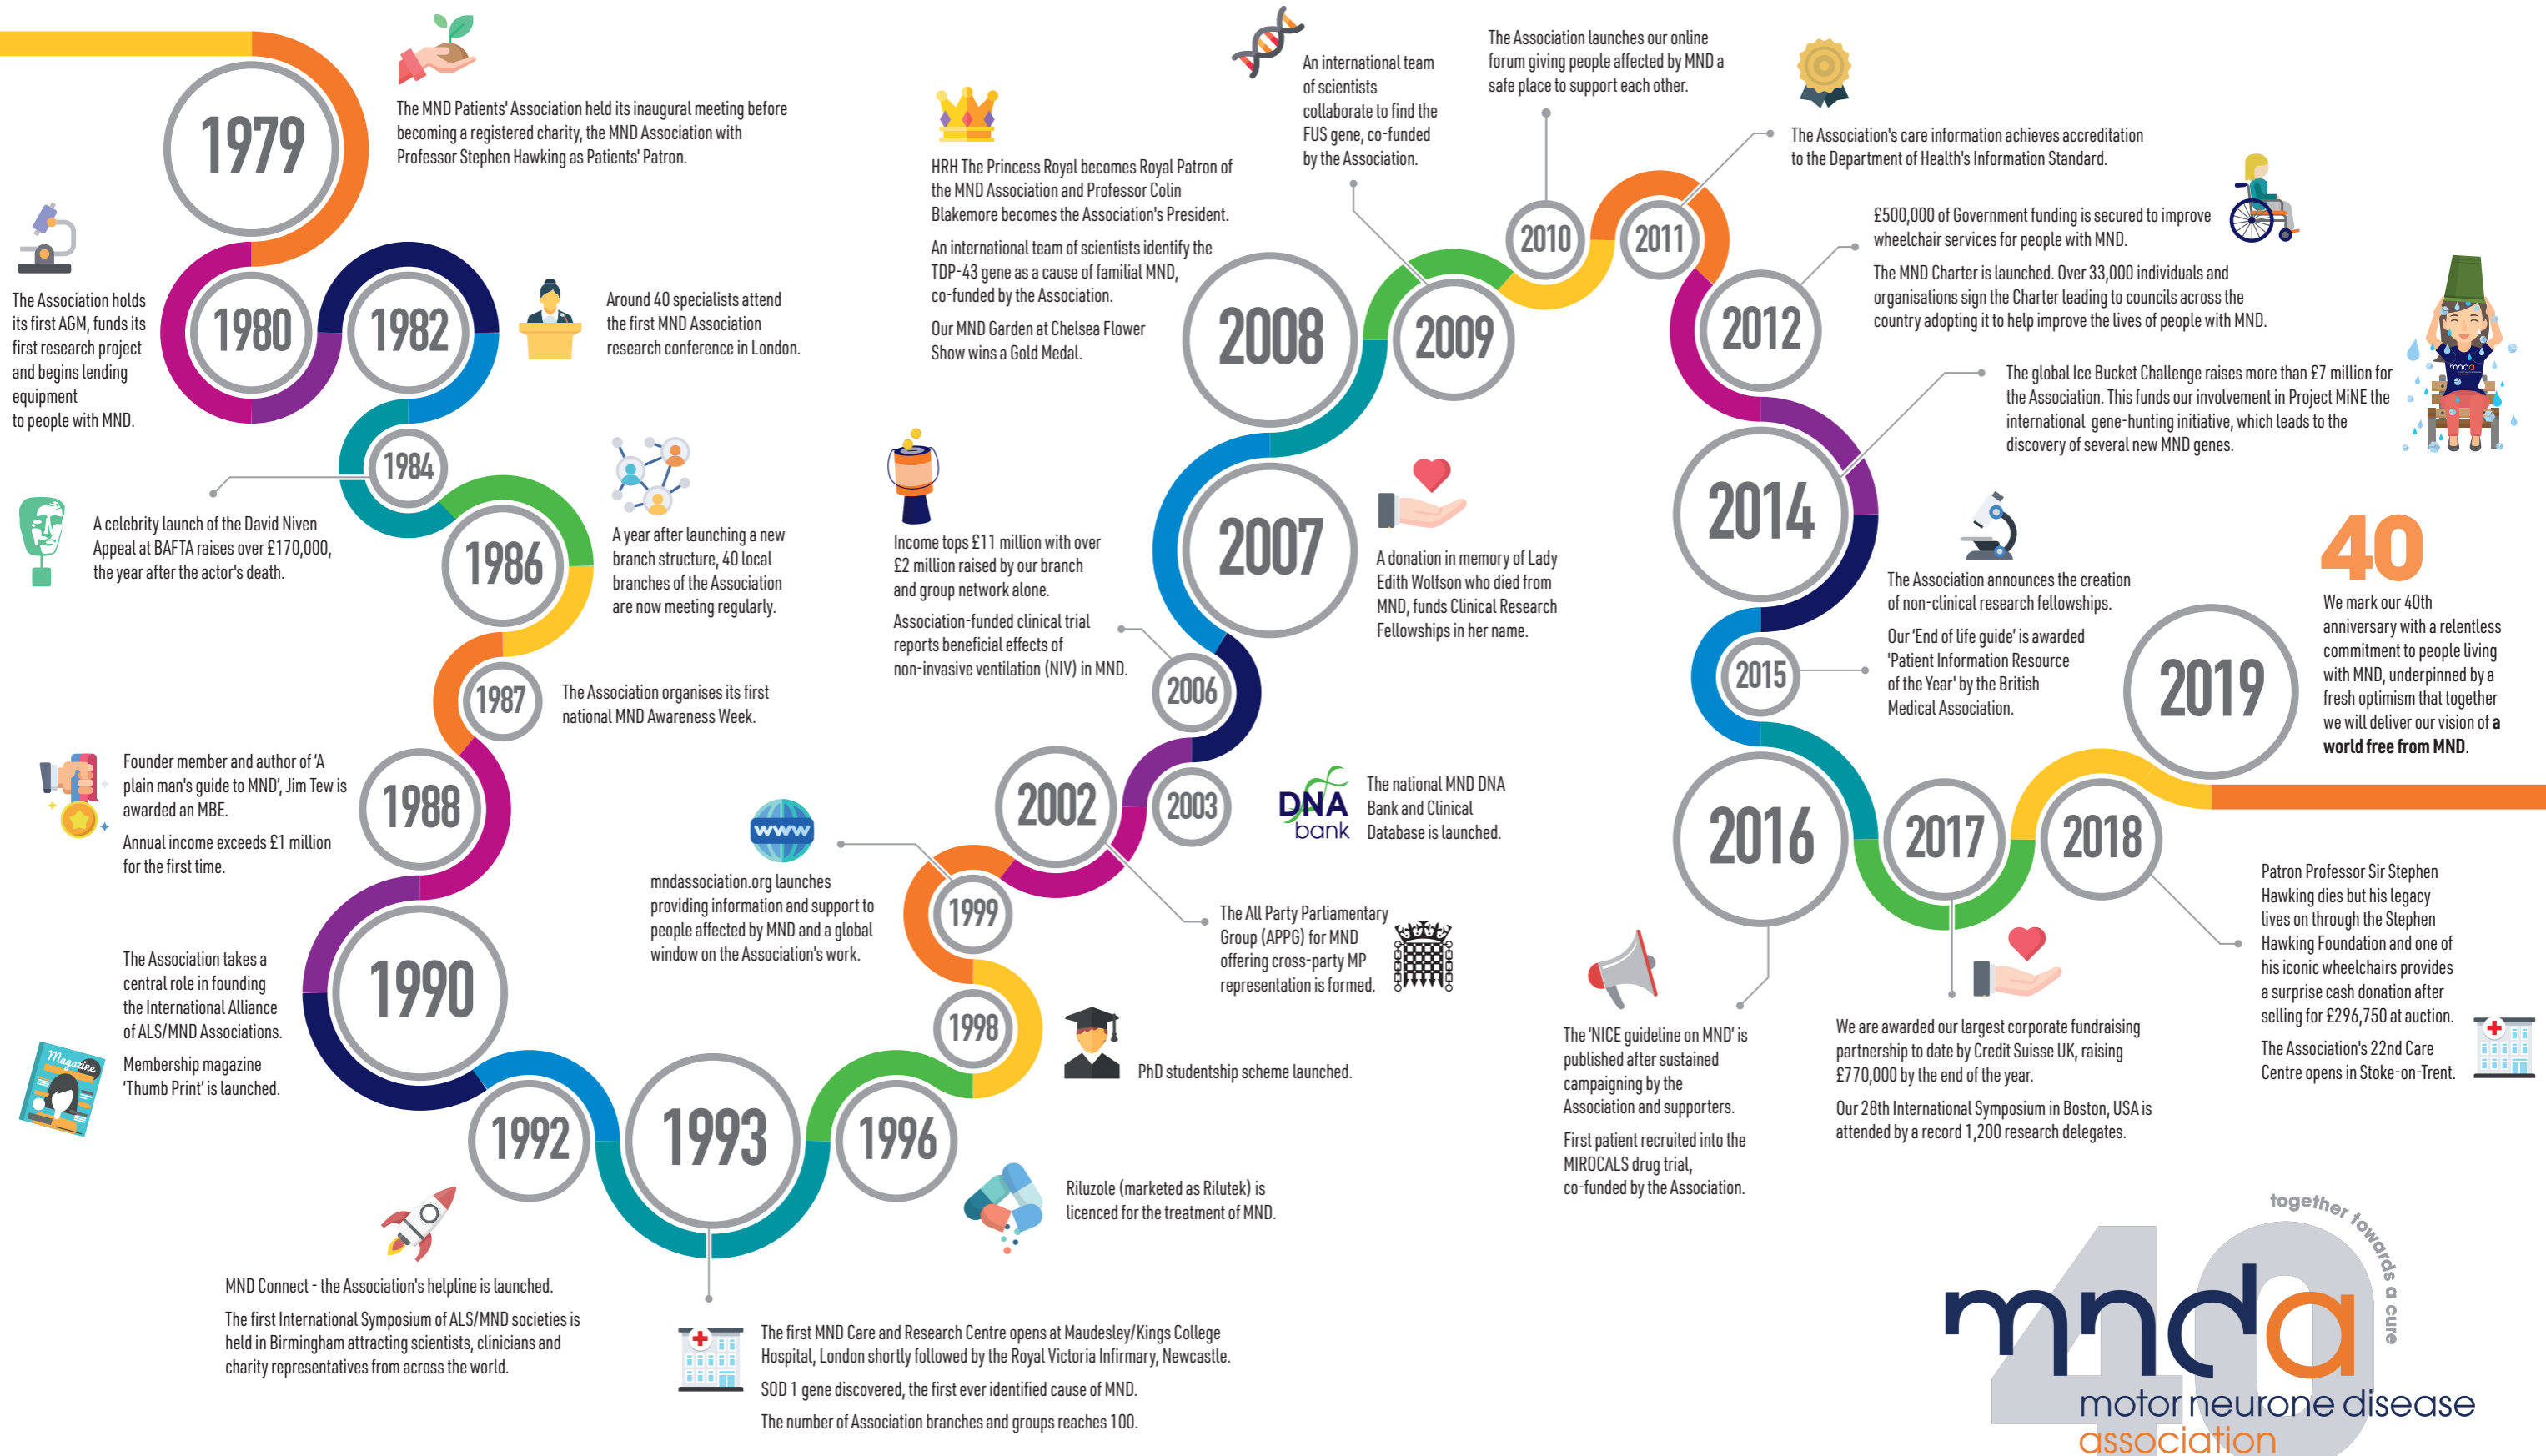 1979
The MND Patients' Association held its inaugural meeting before
becoming a registered charity, the MND Association with
Professor Stephen Hawking as Patients' Patron.
1980
The Association holds
its first AGM, funds its
first research project
and begins lending
equipment
to people with MND.
1982
Around 40 specialists attend
the first MND Association
research conference in London.
1984
A celebrity launch of the David Niven
Appeal at BAFTA raises over £170,000,
the year after the actor's death.
1986
A year after launching a new
branch structure, 40 local
branches of the Association
are now meeting regularly.
1987
The Association organises its first
national MND Awareness Week.
1988
Founder member and author of ‘A
plain man's guide to MND’, Jim Tew is
awarded an MBE.
Annual income exceeds £1 million
for the first time.
1990
The Association takes a
central role in founding
the International Alliance
of ALS/MND Associations.
Membership magazine
‘Thumb Print’ is launched.
Magazine
1992
MND Connect - the Association's helpline is launched.
The first International Symposium of ALS/MND societies is
held in Birmingham attracting scientists, clinicians and
charity representatives from across the world.
1993
The first MND Care and Research Centre opens at Maudesley/Kings College
Hospital, London shortly followed by the Royal Victoria Infirmary, Newcastle.
SOD 1 gene discovered, the first ever identified cause of MND.
The number of Association branches and groups reaches 100.
1996
Riluzole (marketed as Rilutek) is
licenced for the treatment of MND.
1998
PhD studentship scheme launched.
1999
www
mndassociation.org launches
providing information and support to
people affected by MND and a global
window on the Association's work.
2002
The All Party Parliamentary
Group (APPG) for MND
offering cross-party MP
representation is formed.
2003
DNA
bank
The national MND DNA
Bank and Clinical
Database is launched.
2006
Income tops £11 million with over
£2 million raised by our branch
and group network alone.
Association-funded clinical trial
reports beneficial effects of
non-invasive ventilation (NIV) in MND.
2007
A donation in memory of Lady
Edith Wolfson who died from
MND, funds Clinical Research
Fellowships in her name.
2008
HRH The Princess Royal becomes Royal Patron of
the MND Association and Professor Colin
Blakemore becomes the Association's President.
An international team of scientists identify the
TDP-43 gene as a cause of familial MND,
co-funded by the Association.
Our MND Garden at Chelsea Flower
Show wins a Gold Medal.
2009
An international team
of scientists
collaborate to find the
FUS gene, co-funded
by the Association.
2010
The Association launches our online
forum giving people affected by MND a
safe place to support each other.
2011
The Association's care information achieves accreditation
to the Department of Health's Information Standard.
2012
£500,000 of Government funding is secured to improve
wheelchair services for people with MND.
The MND Charter is launched. Over 33,000 individuals and
organisations sign the Charter leading to councils across the
country adopting it to help improve the lives of people with MND.
2014
The global Ice Bucket Challenge raises more than £7 million for
the Association. This funds our involvement in Project MiNE the
international gene-hunting initiative, which leads to the
discovery of several new MND genes.
mnda
2015
The Association announces the creation
of non-clinical research fellowships.
Our ‘End of life guide’ is awarded
'Patient Information Resource
of the Year' by the British
Medical Association.
2016
The ‘NICE guideline on MND’ is
published after sustained
campaigning by the
Association and supporters.
First patient recruited into the
MIROCALS drug trial,
co-funded by the Association.
2017
We are awarded our largest corporate fundraising
partnership to date by Credit Suisse UK, raising
£770,000 by the end of the year.
Our 28th International Symposium in Boston, USA is
attended by a record 1,200 research delegates.
2018
Patron Professor Sir Stephen
Hawking dies but his legacy
lives on through the Stephen
Hawking Foundation and one of
his iconic wheelchairs provides
a surprise cash donation after
selling for £296,750 at auction.
The Association's 22nd Care
Centre opens in Stoke-on-Trent.
2019
40
We mark our 40th
anniversary with a relentless
commitment to people living
with MND, underpinned by a
fresh optimism that together
we will deliver our vision of a
world free from MND.
together towards a cure
40
mnda
motor neurone disease
association